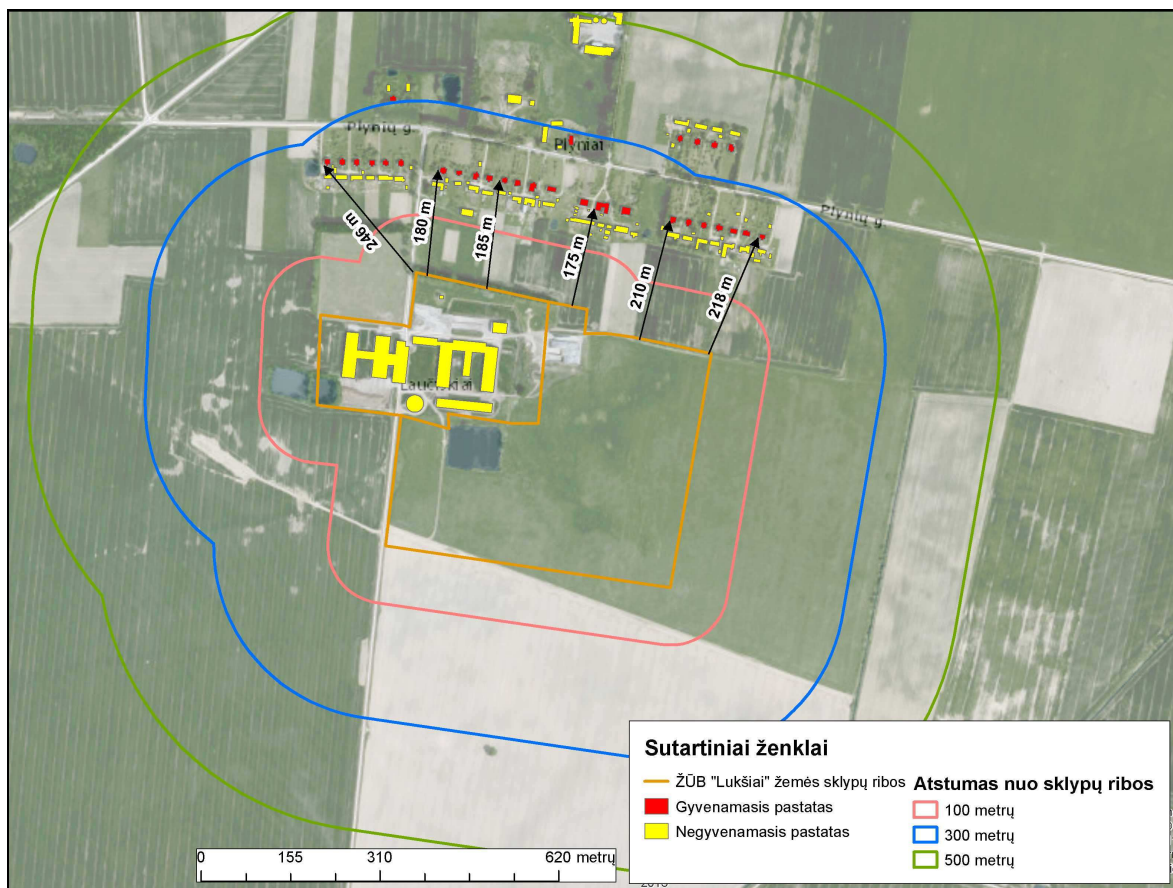 Plynių g.
Plyniai
Plynių g.
246 m
180 m
185 m
175 m
210 m
218 m
Laučiškiai
Sutartiniai ženklai
ŽŪB "Lukšiai" žemės sklypų ribos
Gyvenamasis pastatas
Negyvenamasis pastatas
Atstumas nuo sklypų ribos
100 metrų
300 metrų
500 metrų
0 155 310 620 metrų